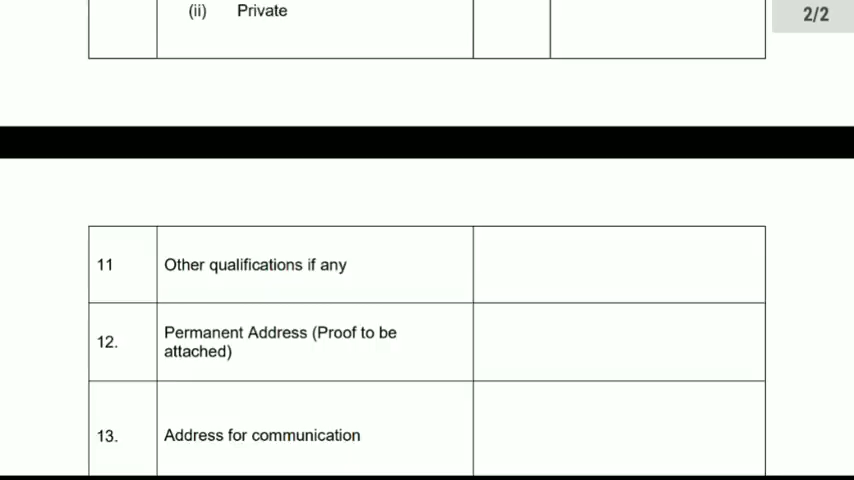 (ii) Private
2/2
11 Other qualifications if any
12. Permanent Address (Proof to be
attached)
13. Address for communication